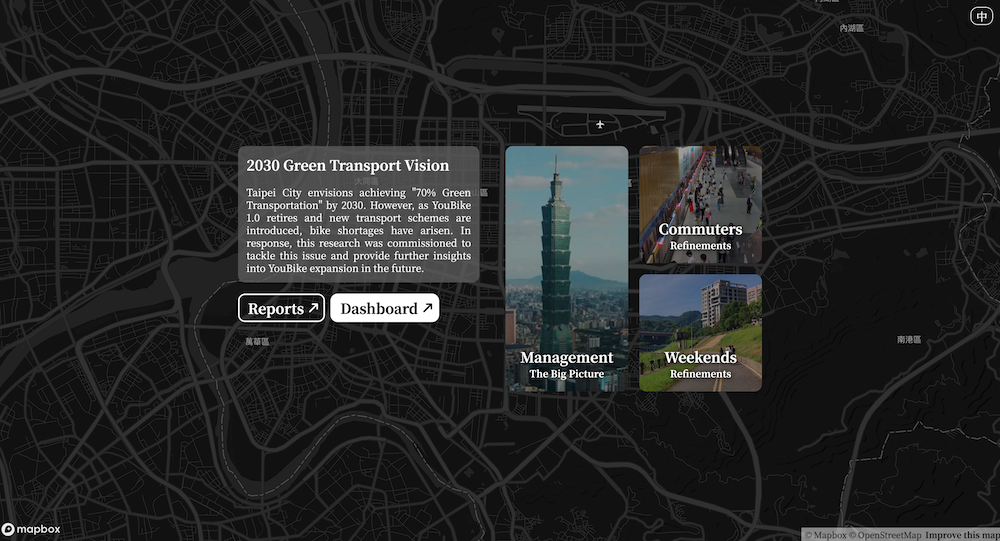 中
內湖區
2030 Green Transport Vision
Taipei City envisions achieving "70% Green
Transportation" by 2030. However, as YouBike
1.0 retires and new transport schemes are
introduced, bike shortages have arisen. In
response, this research was commissioned to
tackle this issue and provide further insights
into YouBike expansion in the future.
Reports ↗
Dashboard ↗
Management
The Big Picture
Commuters
Refinements
Weekends
Refinements
萬華區
南港區
mapbox
© Mapbox © OpenStreetMap Improve this map